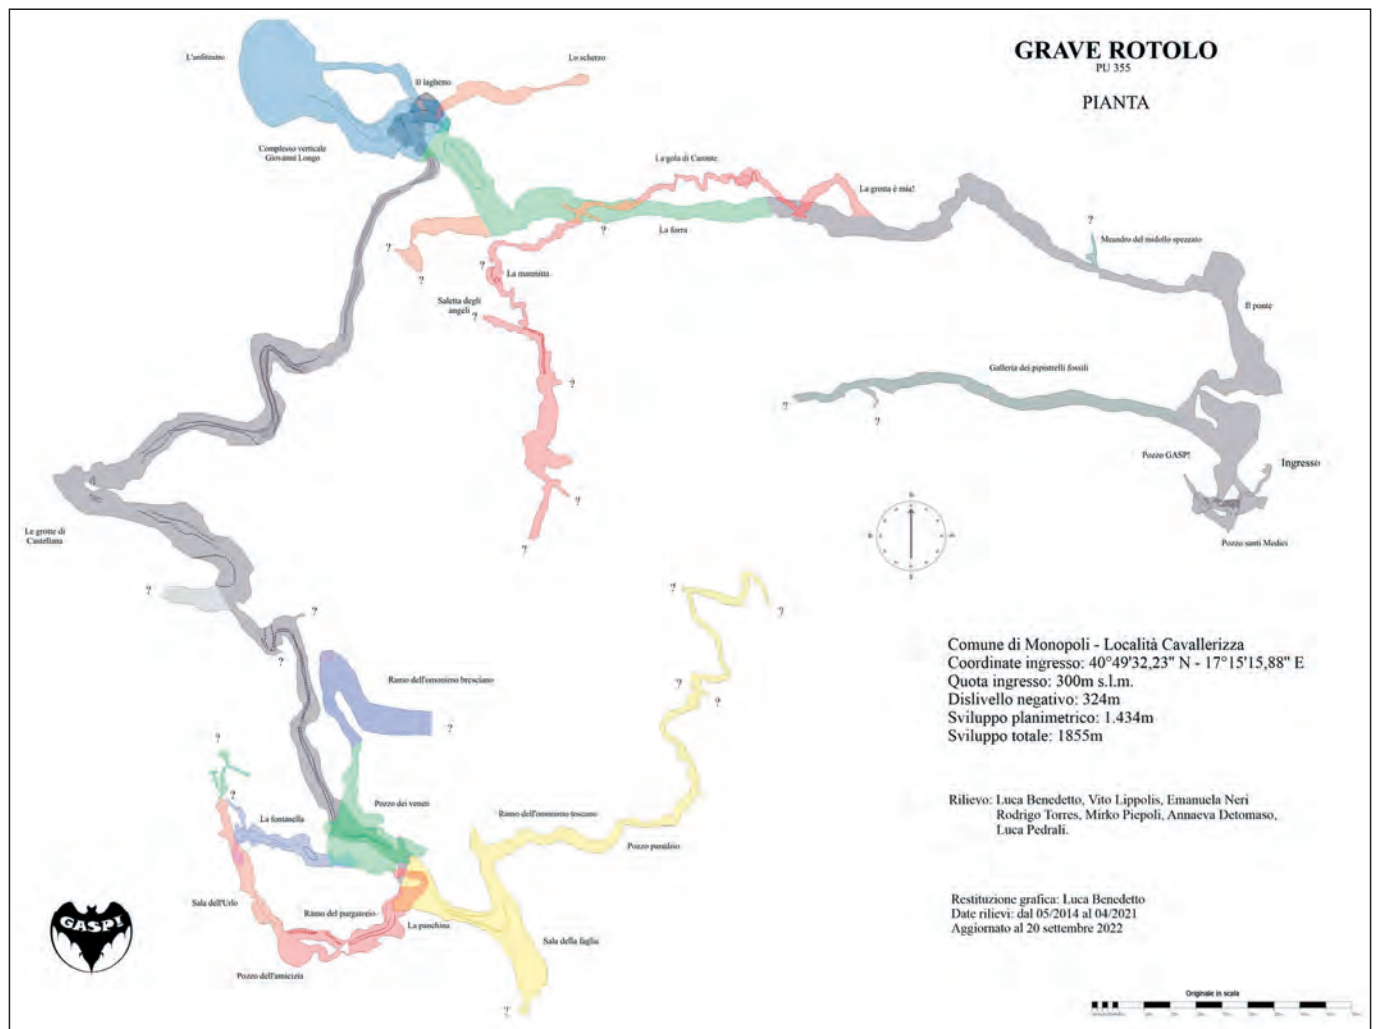 GRAVE ROTOLO
PU 355
PIANTA
L'anfiteatro
Il laghetto
Lo scherzo
Complesso verticale
Giovanni Longo
La gola di Caronte
La grotta è mia!
?
Meandro del midollo spezzato
La forra
?
?
?
?
La marmitta
Saletta degli
angeli
?
Il ponte
Galleria dei pipistrelli fossili
?
?
?
Pozzo GASP!
Ingresso
?
Pozzo santi Medici
Le grotte di
Castellana
?
?
?
?
?
?
Ramo dell'omonimo bresciano
?
?
?
Comune di Monopoli - Località Cavallerizza
Coordinate ingresso: 40°49'32,23" N - 17°15'15,88" E
Quota ingresso: 300m s.l.m.
Dislivello negativo: 324m
Sviluppo planimetrico: 1.434m
Sviluppo totale: 1855m
?
?
Pozzo dei veneti
La fontanella
Ramo dell'omonimo toscano
Rilievo: Luca Benedetto, Vito Lippolis, Emanuela Neri
Rodrigo Torres, Mirko Piepoli, Annaeva Detomaso,
Luca Pedrali.
Sala dell'Urlo
Ramo del purgatorio
La panchina
Sala della faglia
Pozzo dell'amicizia
?
GASP!
Restituzione grafica: Luca Benedetto
Date rilievi: dal 05/2014 al 04/2021
Aggiornato al 20 settembre 2022
Originale in scala